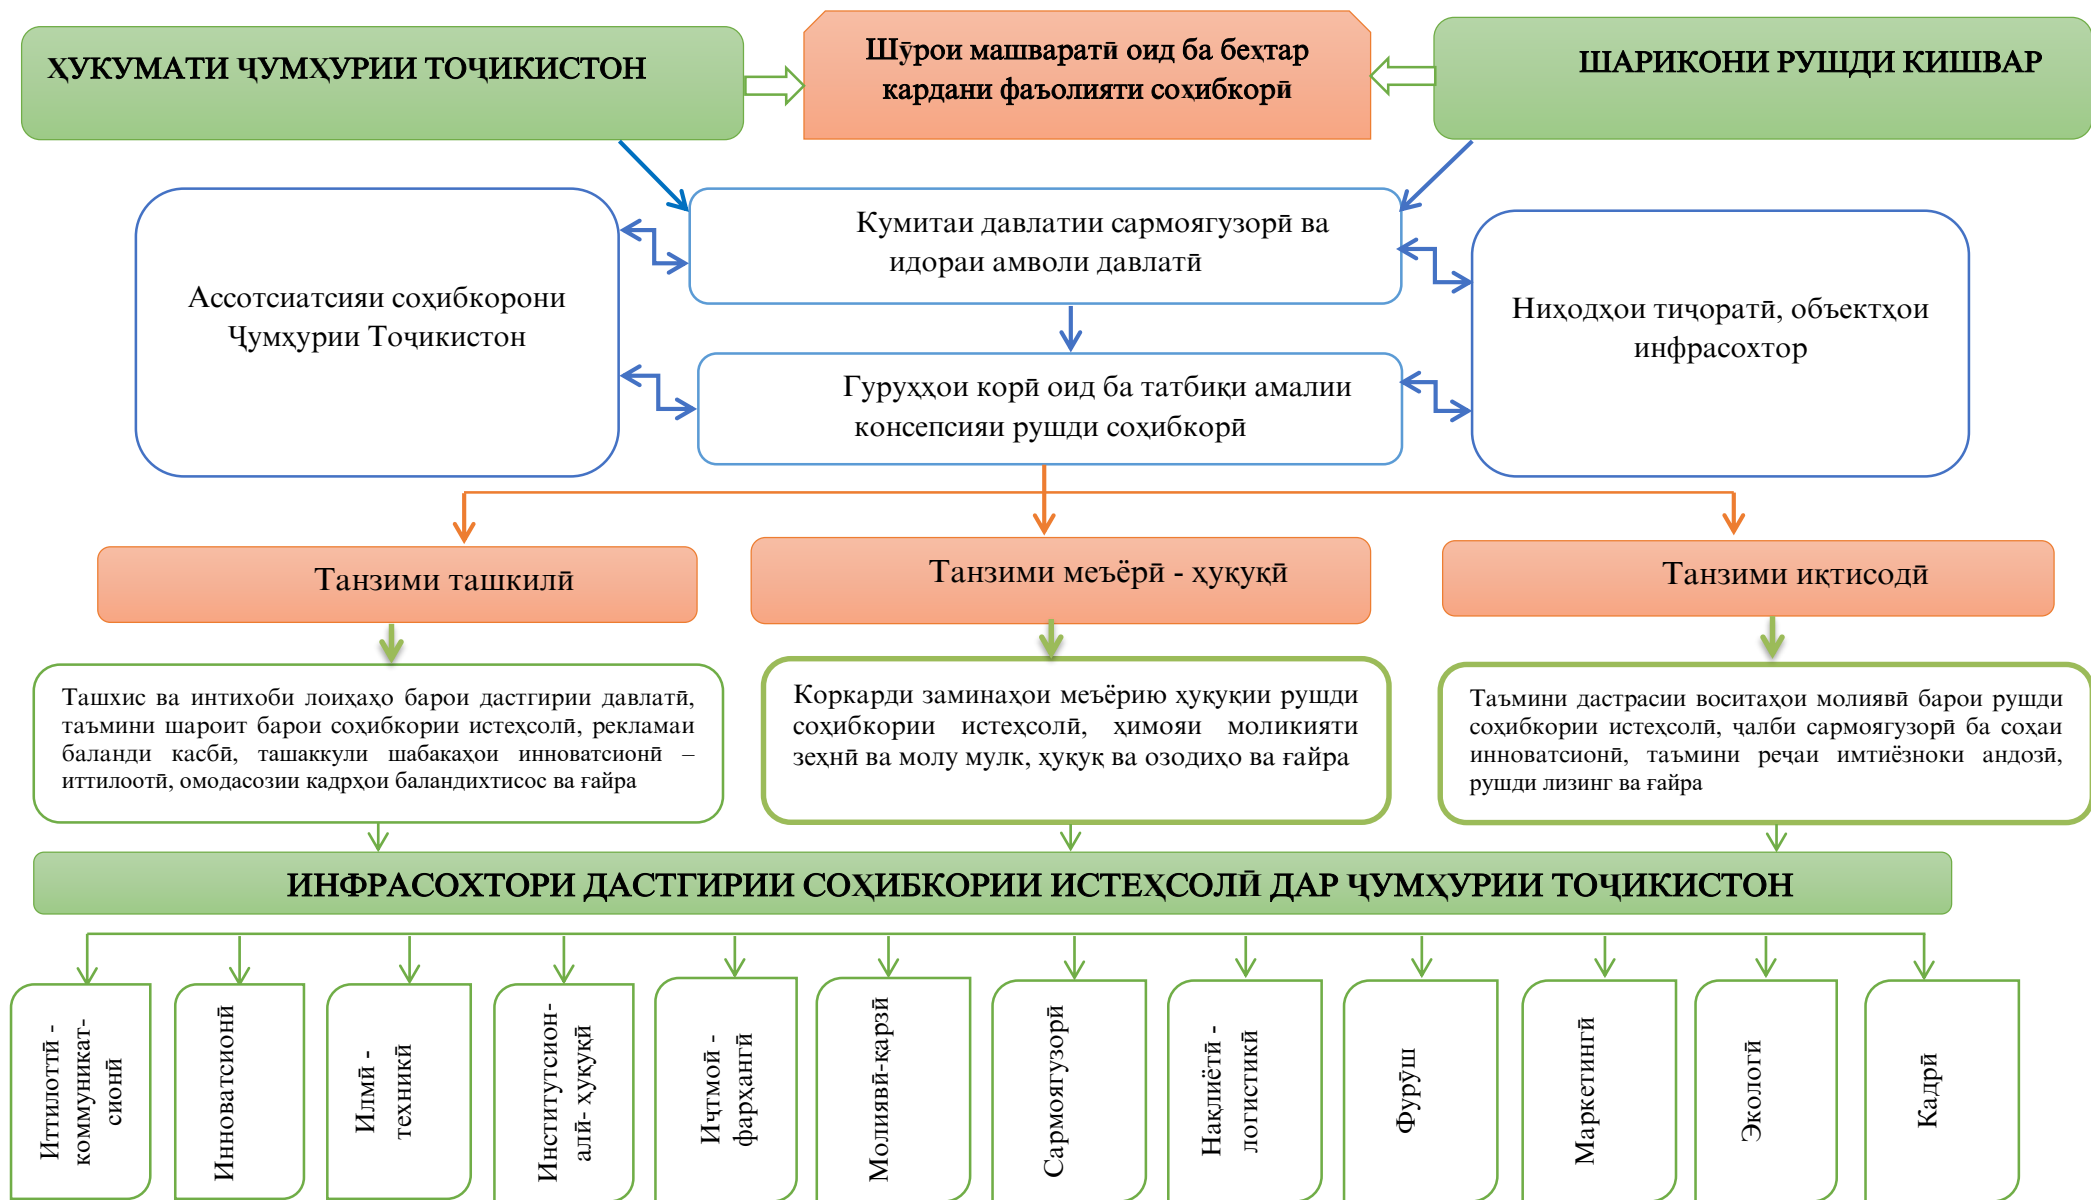 ҲУКУМАТИ ҶУМҲУРИИ ТОҶИКИСТОН
Шӯрои машваратӣ оид ба беҳтар
кардани фаъолияти соҳибкорӣ
ШАРИКОНИ РУШДИ КИШВАР
Кумитаи давлатии сармоягузорӣ ва
идораи амволи давлатӣ
Ассотсиатсияи соҳибкорони
Ҷумҳурии Тоҷикистон
Ниҳодҳои тиҷоратӣ, объектҳои
инфрасохтор
Гуруҳҳои корӣ оид ба татбиқи амалии
консепсияи рушди соҳибкорӣ
Танзими ташкилӣ
Танзими меъёрӣ - ҳуқуқӣ
Танзими иқтисодӣ
Ташхис ва интихоби лоиҳаҳо барои дастгирии давлатӣ,
таъмини шароит барои соҳибкории истеҳсолӣ, рекламаи
баланди касбӣ, ташаккули шабакаҳои инноватсионӣ –
иттилоотӣ, омодасозии кадрҳои баландихтисос ва ғайра
Коркарди заминаҳои меъёрию ҳуқуқии рушди
соҳибкории истеҳсолӣ, ҳимояи моликияти
зеҳнӣ ва молу мулк, ҳуқуқ ва озодиҳо ва ғайра
Таъмини дастрасии воситаҳои молиявӣ барои рушди
соҳибкории истеҳсолӣ, ҷалби сармоягузорӣ ба соҳаи
инноватсионӣ, таъмини реҷаи имтиёзноки андозӣ,
рушди лизинг ва ғайра
ИНФРАСОХТОРИ ДАСТГИРИИ СОҲИБКОРИИ ИСТЕҲСОЛӢ ДАР ҶУМҲУРИИ ТОҶИКИСТОН
Иттилоттӣ -
коммуникат-
сионӣ
Инноватсионӣ
Илмӣ -
техникӣ
Институтсион-
алӣ- ҳуқуқӣ
Иҷтмоӣ -
фарҳангӣ
Молиявӣ-қарзӣ
Сармоягузорӣ
Нақлиётӣ -
логистикӣ
Фурӯш
Маркетингӣ
Экологӣ
Кадрӣ